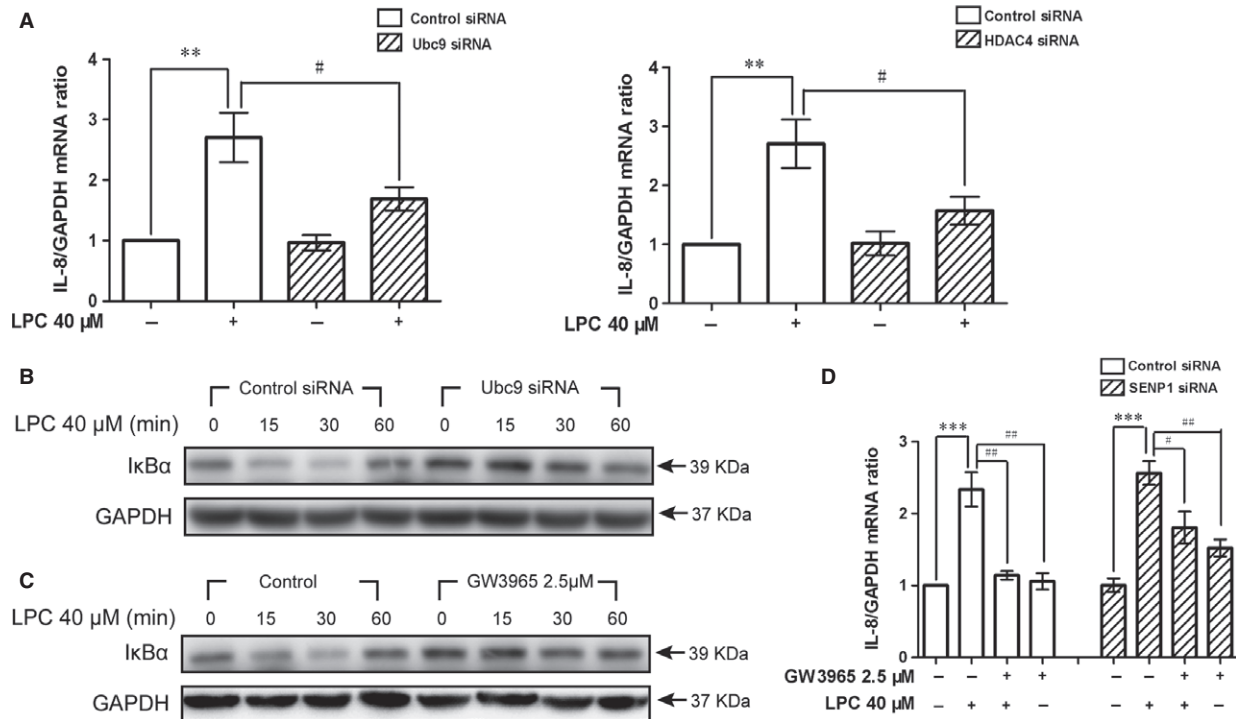 A
Control siRNA
Ubc9 siRNA
IL-8/GAPDH mRNA ratio
4
3
2
1
0
**
#
LPC 40 µM – + – +
Control siRNA
HDAC4 siRNA
IL-8/GAPDH mRNA ratio
4
3
2
1
0
**
#
LPC 40 µM – + – +
B
Control siRNA Ubc9 siRNA
LPC 40 µM (min) 0 15 30 60 0 15 30 60
IκBα 39 KDa
GAPDH 37 KDa
C
Control GW3965 2.5µM
LPC 40 µM (min) 0 15 30 60 0 15 30 60
IκBα 39 KDa
GAPDH 37 KDa
D
Control siRNA
SENP1 siRNA
IL-8/GAPDH mRNA ratio
3
2
1
0
*** ## ##
*** # ##
GW3965 2.5 µM – – + + – – + +
LPC 40 µM – + + – – + + –